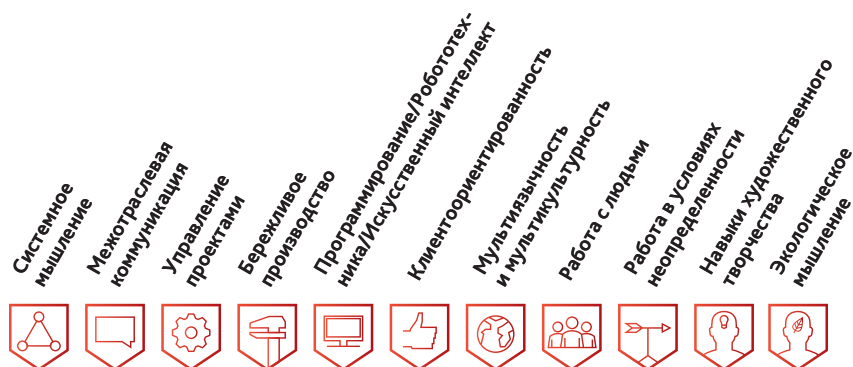 Системное
мышление
Межотраслевая
коммуникация
Управление
проектами
Бережливое
производство
Программирование/Робототех-
ника/Искусственный интеллект
Клиентоориентированность
Мультиязычность
и мультикультурность
Работа с людьми
Работа в условиях
неопределенности
Навыки художественного
творчества
Экологическое
мышление